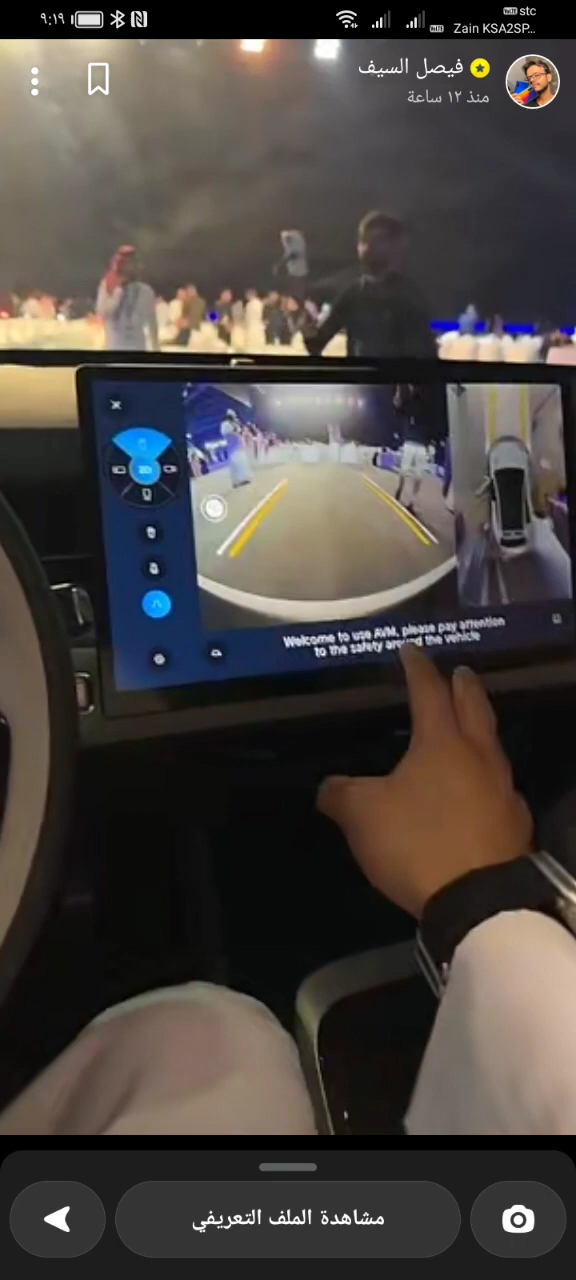 ٩:١٩
stc
Zain KSA2SP...
فيصل السيف
منذ ١٢ ساعة
Welcome to use AVM, please pay attention
to the safety around the vehicle
مشاهدة الملف التعريفي